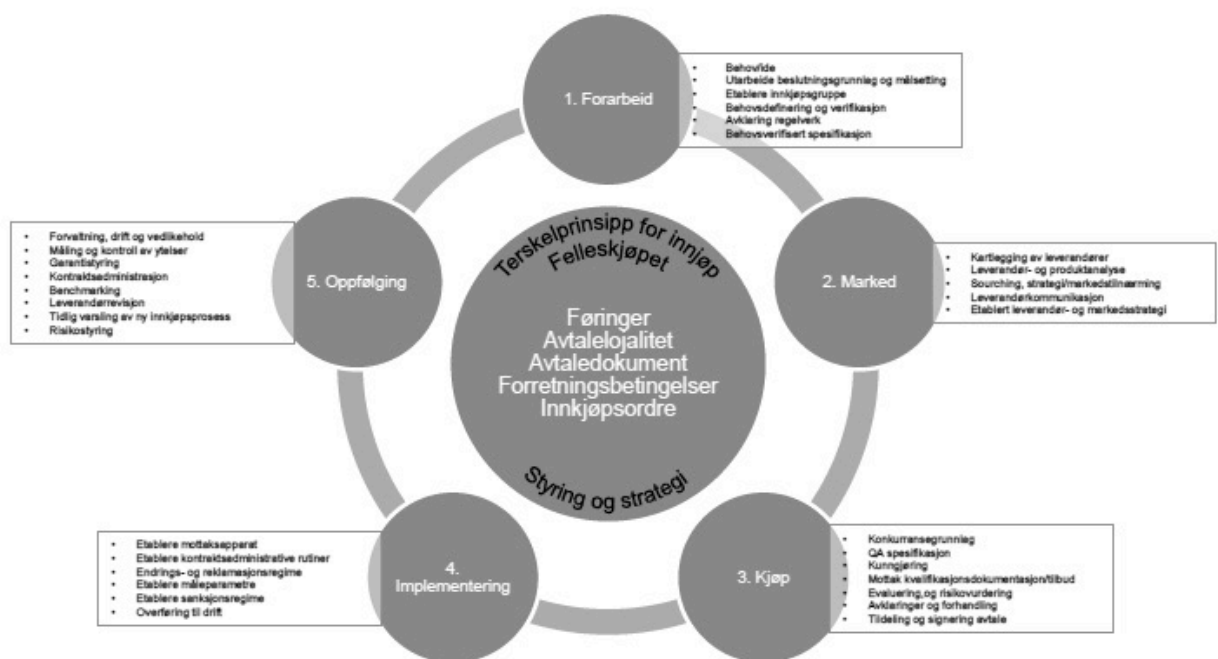 1. Forarbeid
• Behov/ide
• Utarbeide beslutningsgrunnlag og målsetting
• Etablere innkjøpsgruppe
• Behovsdefinering og verifikasjon
• Avklaring regelverk
• Behovsverifisert spesifikasjon
2. Marked
• Kartlegging av leverandører
• Leverandør- og produktanalyse
• Sourching, strategi/markedstilnærming
• Leverandørkommunikasjon
• Etablert leverandør- og markedsstrategi
3. Kjøp
• Konkurransegrunnlag
• QA spesifikasjon
• Kunngjøring
• Mottak kvalifikasjonsdokumentasjon/tilbud
• Evaluering,og risikovurdering
• Avklaringer og forhandling
• Tildeling og signering avtale
4.
Implementering
• Etablere mottaksapparat
• Etablere kontraktsadministrative rutiner
• Endrings- og reklamasjonsregime
• Etablere måleparametre
• Etablere sanksjonsregime
• Overføring til drift
5. Oppfølging
• Forvaltning, drift og vedlikehold
• Måling og kontroll av ytelser
• Garantistyring
• Kontraktsadministrasjon
• Benchmarking
• Leverandørrevisjon
• Tidlig varsling av ny innkjøpsprosess
• Risikostyring
Terskelprinsipp for innjøp
Felleskjøpet
Føringer
Avtalelojalitet
Avtaledokument
Forretningsbetingelser
Innkjøpsordre
Styring og strategi